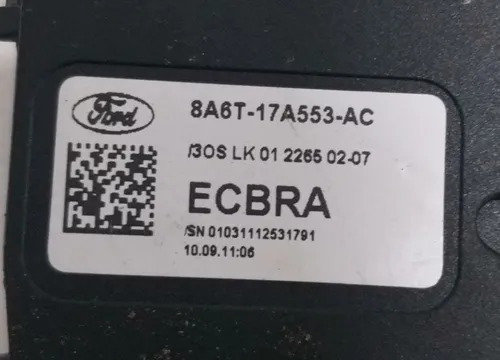 Ford
8A6T-17A553-AC
/3OS LK 01 2265 02-07
ECBRA
/SN 01031112531791
10.09.11:06